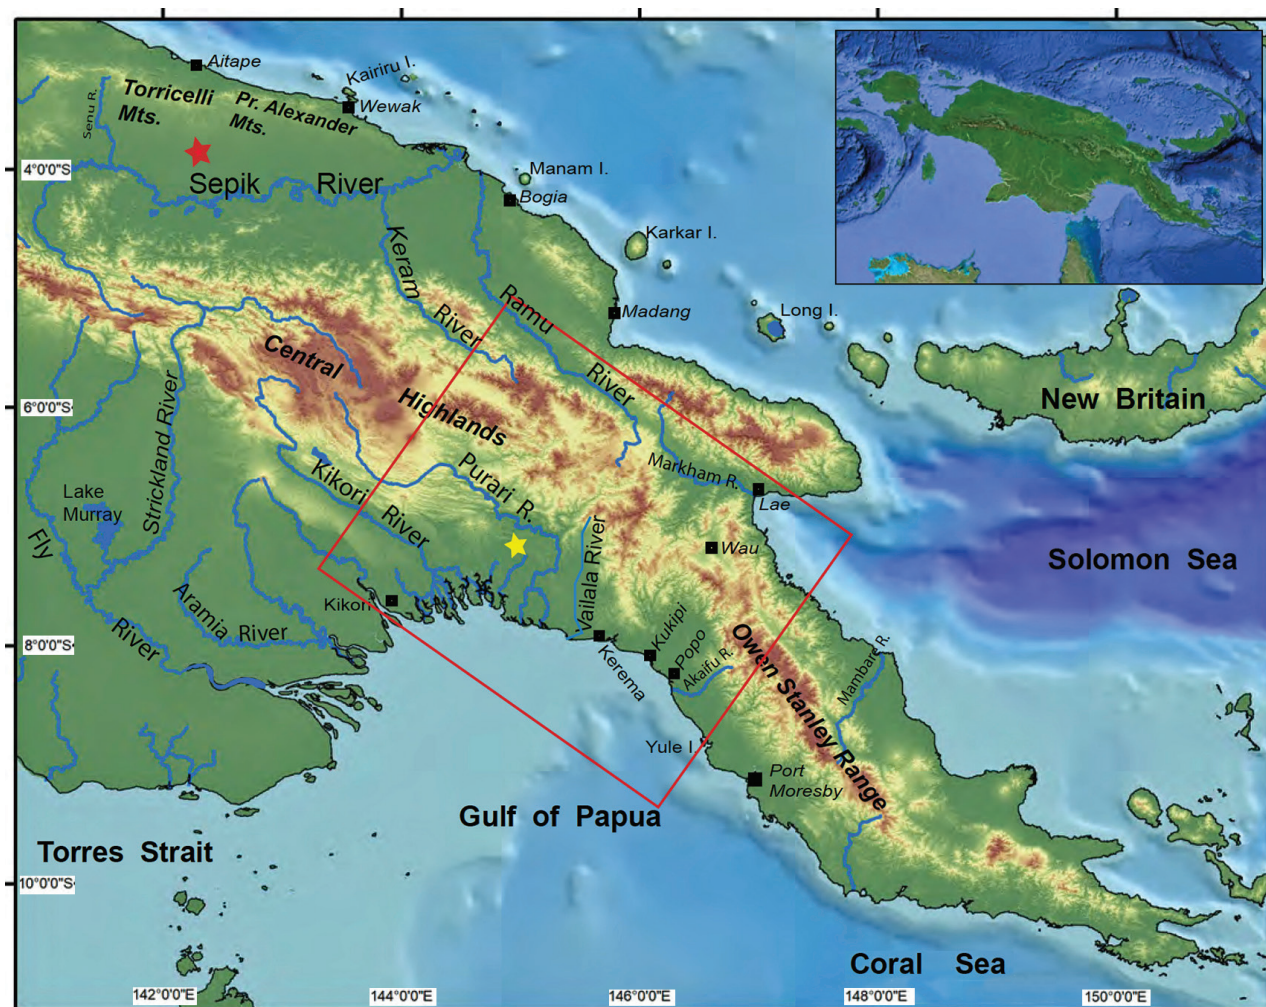 Aitape
Kairiru I.
Torricelli
Mts.
Pr. Alexander
Mts.
Wewak
Senu R.
4°0'0"S
Sepik River
Manam I.
Bogia
Karkar I.
Keram
River
Ramu
River
Madang
Long I.
Central
Highlands
New Britain
6°0'0"S
Strickland River
Kikori River
Purari R.
Markham R.
Lae
Lake
Murray
Fly
River
Wau
Solomon Sea
Vailala River
Aramia
River
Kikori
Kukipi
Popo
Kerema
Akaifu R.
Owen Stanley Range
Mambare R.
8°0'0"S
Yule I.
Port
Moresby
Gulf of Papua
Torres Strait
10°0'0"S
Coral Sea
142°0'0"E
144°0'0"E
146°0'0"E
148°0'0"E
150°0'0"E